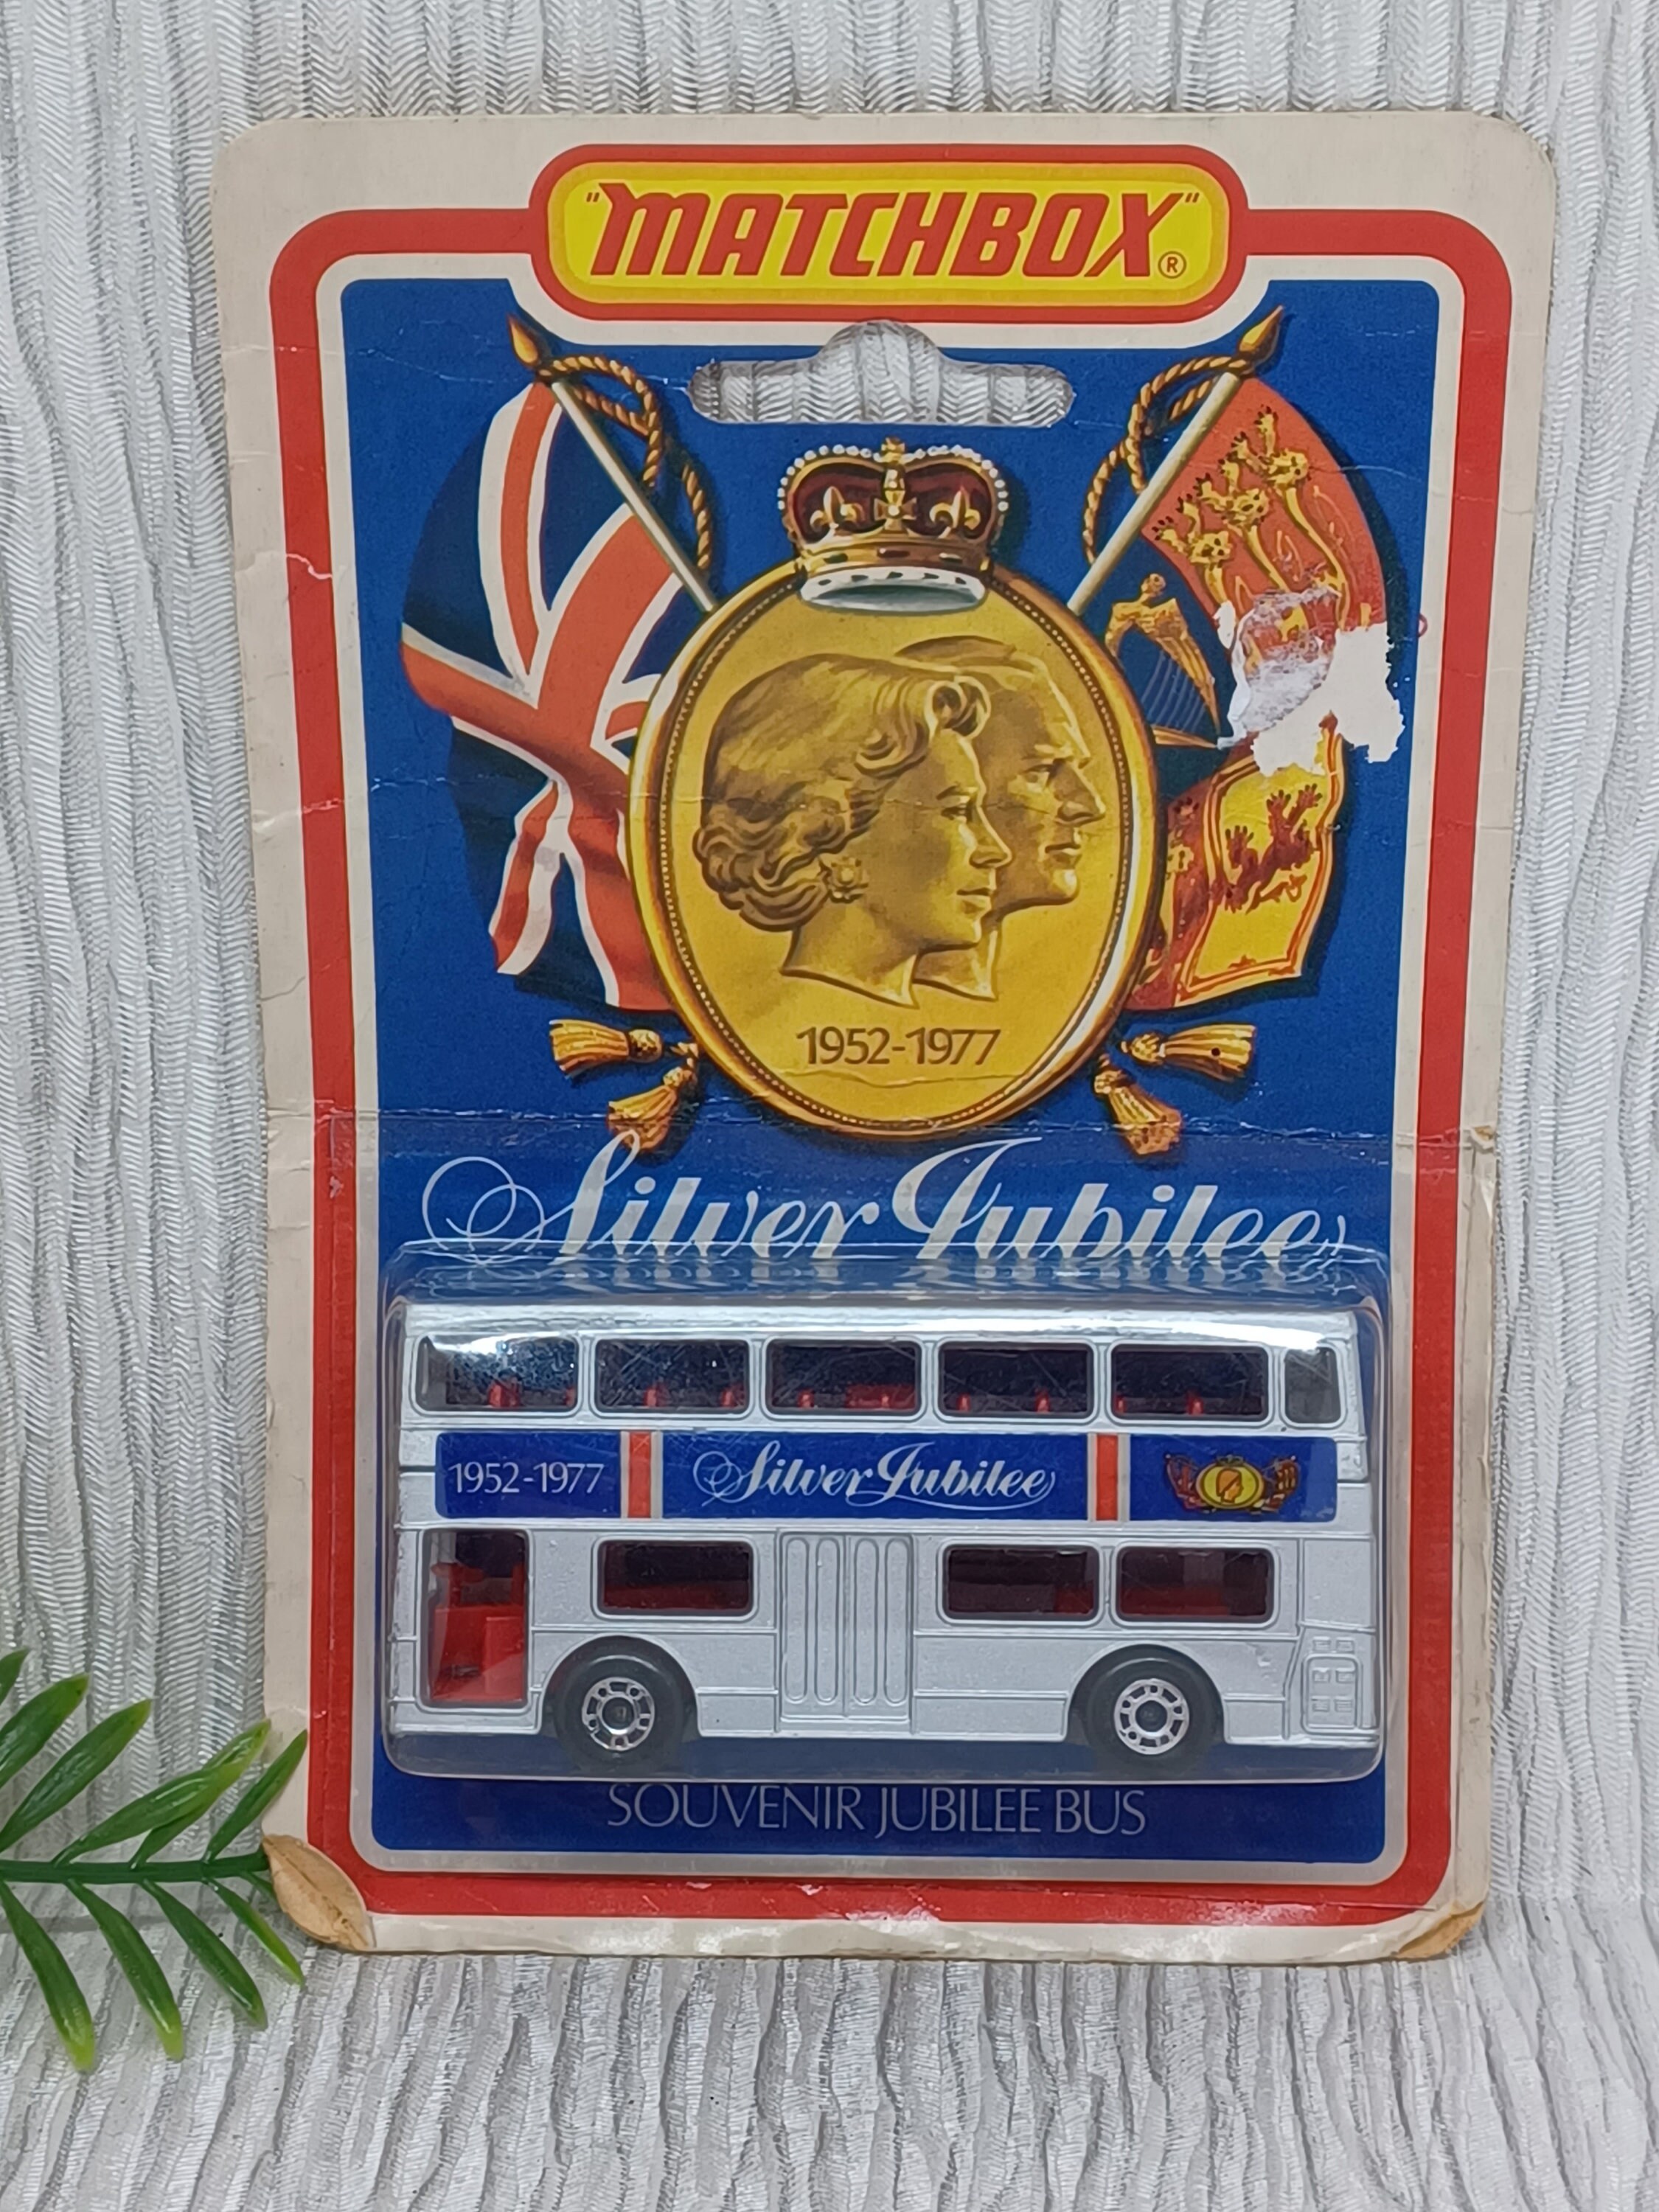 "MATCHBOX"®
1952-1977
Silver Jubilee
1952-1977 Silver Jubilee
SOUVENIR JUBILEE BUS